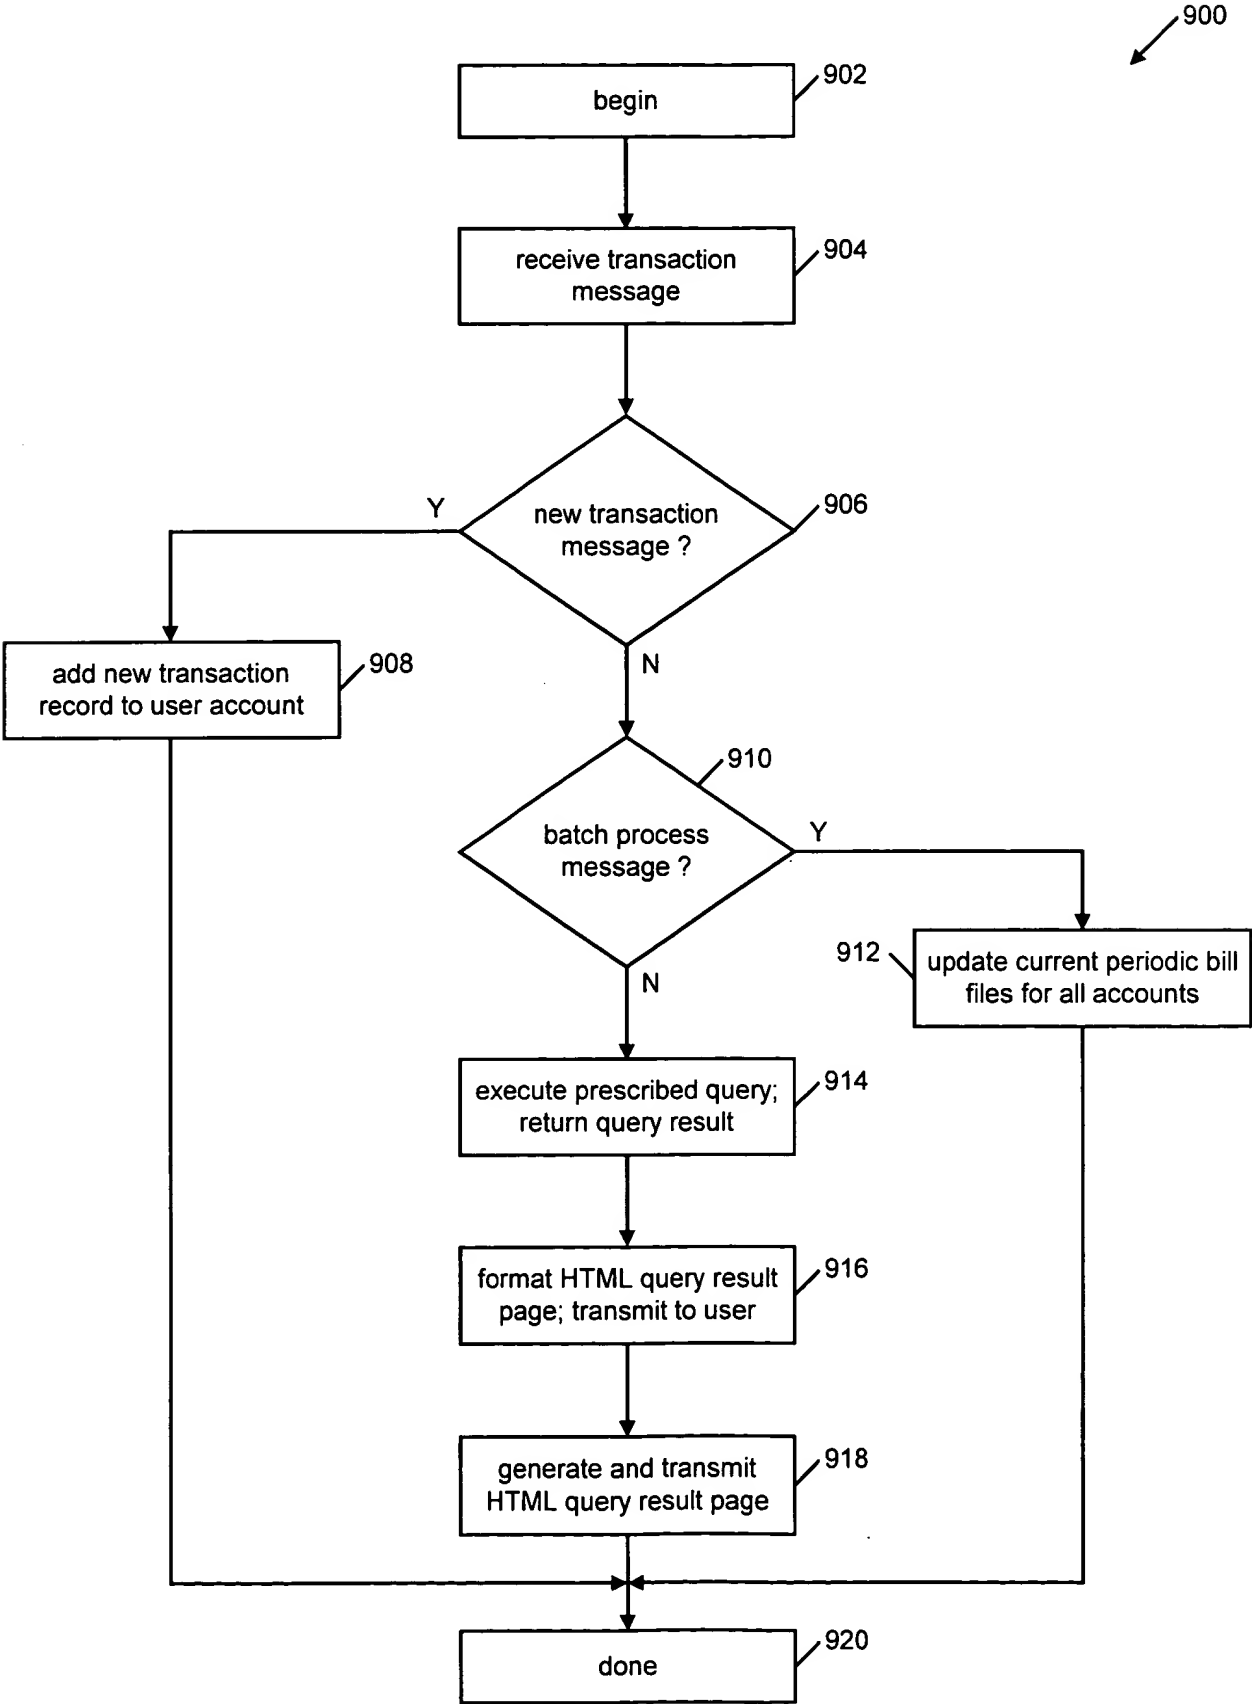 900
begin
902
receive transaction
message
904
new transaction
message ?
906
Y
N
add new transaction
record to user account
908
batch process
message ?
910
Y
N
update current periodic bill
files for all accounts
912
execute prescribed query;
return query result
914
format HTML query result
page; transmit to user
916
generate and transmit
HTML query result page
918
done
920